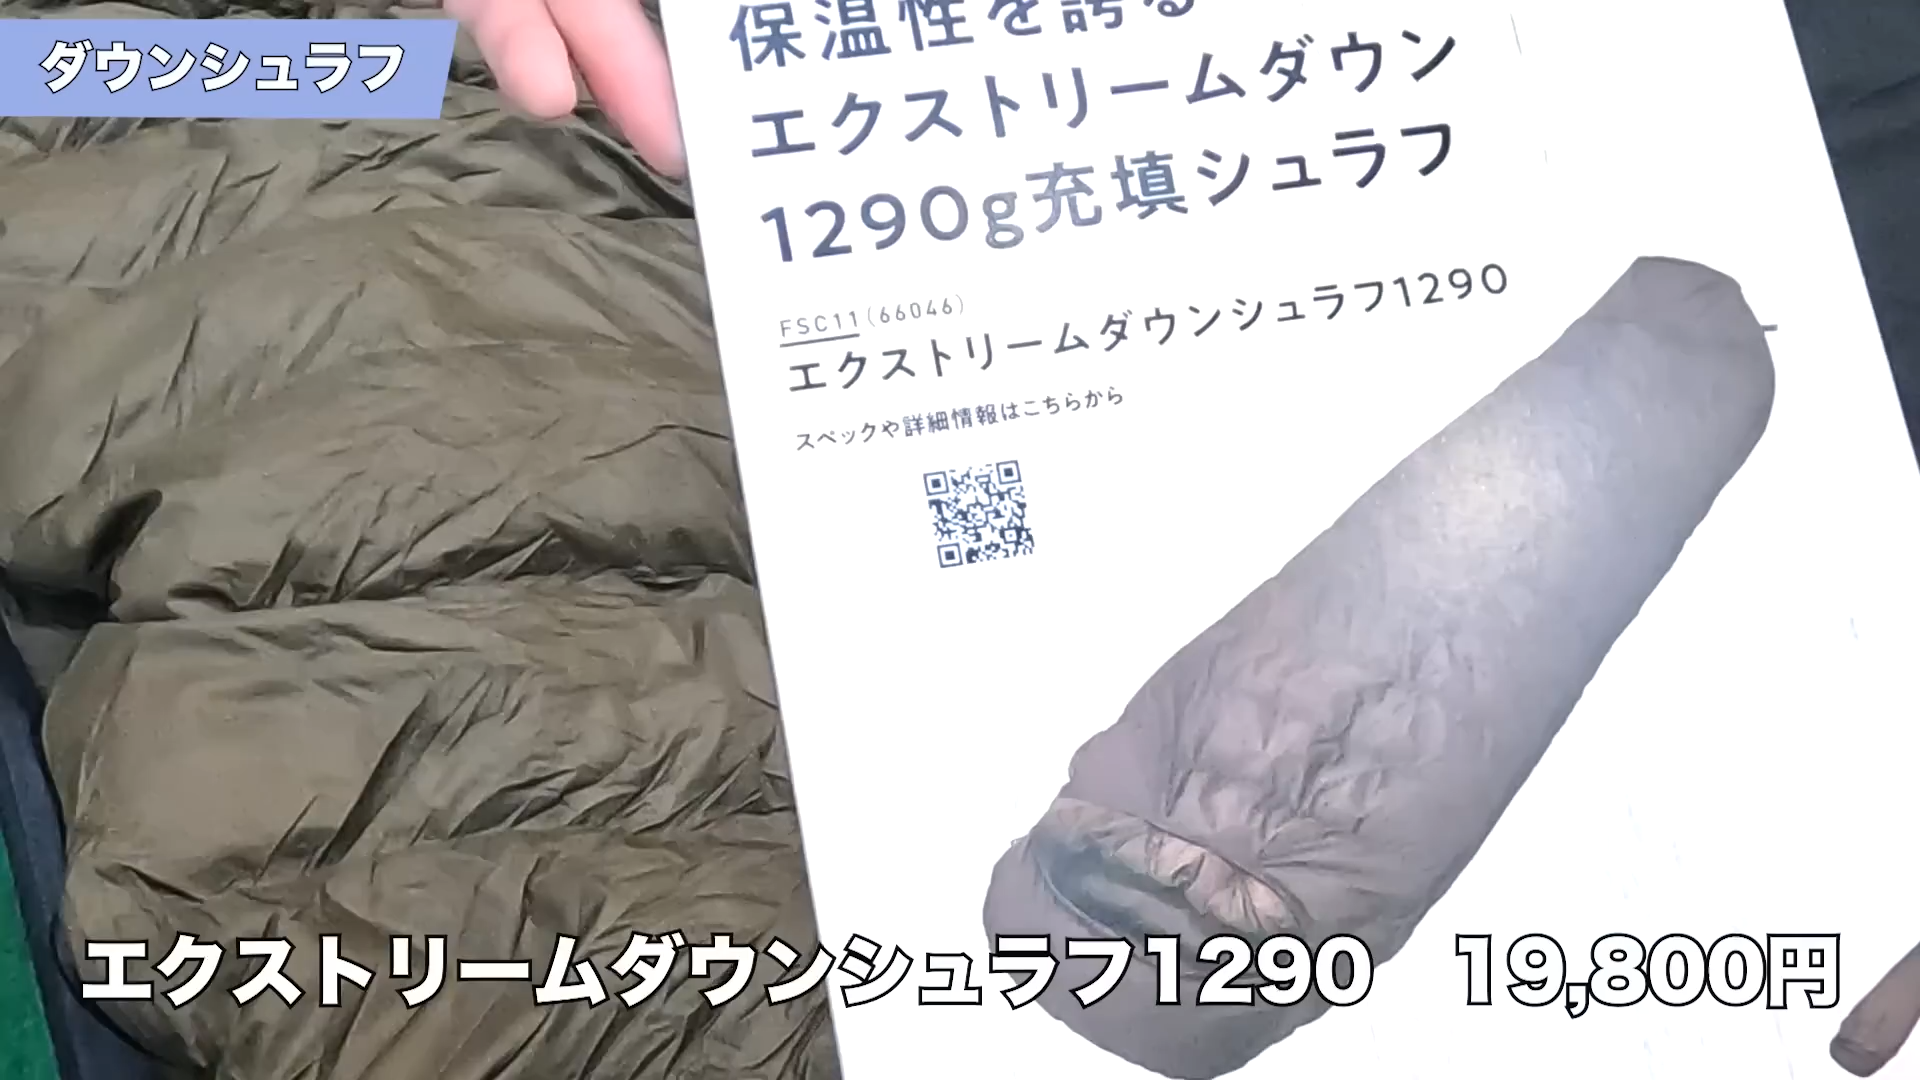 ダウンシュラフ
保温性を誇る
エクストリームダウン
1290g充填シュラフ
FSC11(66046)
エクストリームダウンシュラフ1290
スペックや詳細情報はこちらから
エクストリームダウンシュラフ1290 19,800円